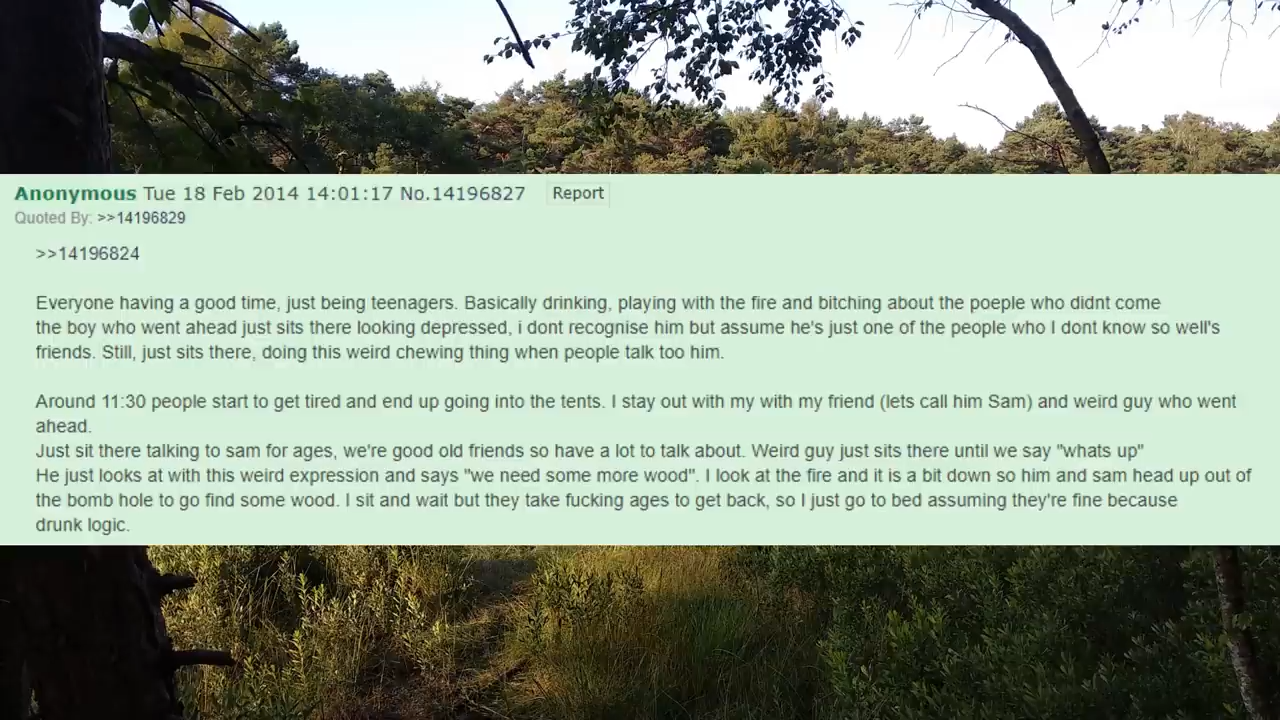 Anonymous Tue 18 Feb 2014 14:01:17 No.14196827 Report
Quoted By: >>14196829
>>14196824
Everyone having a good time, just being teenagers. Basically drinking, playing with the fire and bitching about the poeple who didnt come
the boy who went ahead just sits there looking depressed, i dont recognise him but assume he's just one of the people who I dont know so well's
friends. Still, just sits there, doing this weird chewing thing when people talk too him.
Around 11:30 people start to get tired and end up going into the tents. I stay out with my with my friend (lets call him Sam) and weird guy who went
ahead.
Just sit there talking to sam for ages, we're good old friends so have a lot to talk about. Weird guy just sits there until we say "whats up"
He just looks at with this weird expression and says "we need some more wood". I look at the fire and it is a bit down so him and sam head up out of
the bomb hole to go find some wood. I sit and wait but they take fucking ages to get back, so I just go to bed assuming they're fine because
drunk logic.